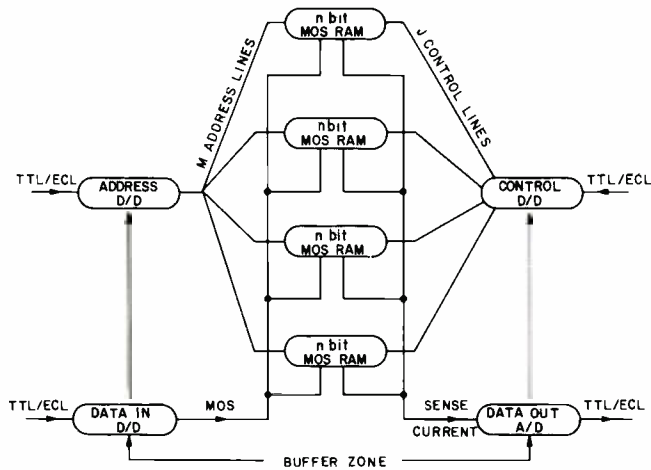 n bit
MOS RAM
M ADDRESS LINES
J CONTROL LINES
n bit
MOS RAM
TTL/ECL
ADDRESS
D/D
CONTROL
D/D
TTL/ECL
n bit
MOS RAM
n bit
MOS RAM
TTL/ECL
DATA IN
D/D
MOS
SENSE
CURRENT
DATA OUT
A/D
TTL/ECL
BUFFER ZONE